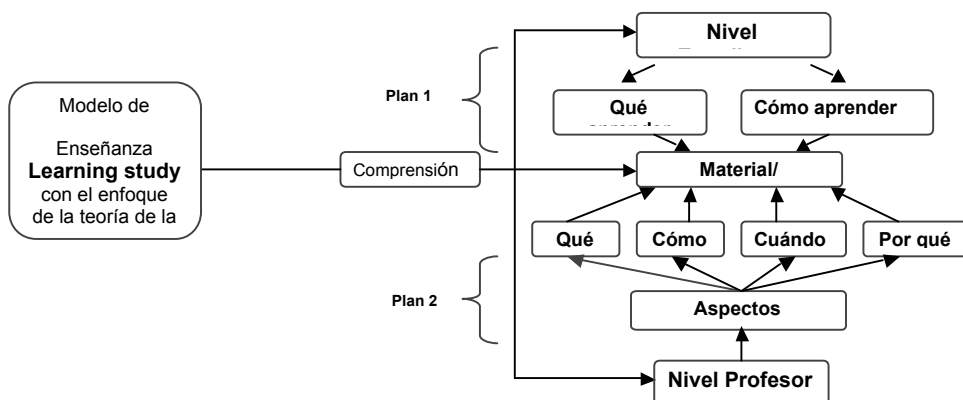 Nivel
Plan 1
Qué
Cómo aprender
Modelo de
Enseñanza
Learning study
con el enfoque
de la teoría de la
Comprensión
Material/
Qué
Cómo
Cuándo
Por qué
Plan 2
Aspectos
Nivel Profesor